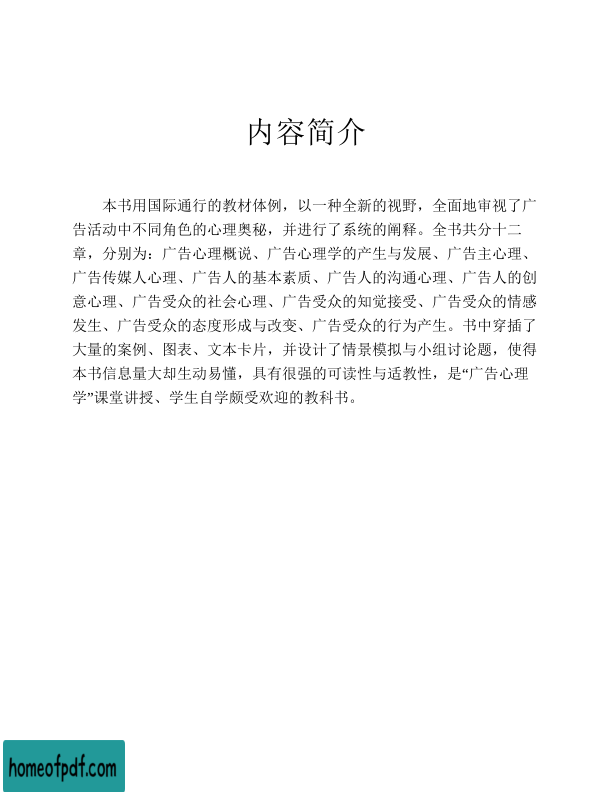 内容简介
本书用国际通行的教材体例，以一种全新的视野，全面地审视了广
告活动中不同角色的心理奥秘，并进行了系统的阐释。全书共分十二
章，分别为：广告心理概说、广告心理学的产生与发展、广告主心理、
广告传媒人心理、广告人的基本素质、广告人的沟通心理、广告人的创
意心理、广告受众的社会心理、广告受众的知觉接受、广告受众的情感
发生、广告受众的态度形成与改变、广告受众的行为产生。书中穿插了
大量的案例、图表、文本卡片，并设计了情景模拟与小组讨论题，使得
本书信息量大却生动易懂，具有很强的可读性与适教性，是“广告心理
学”课堂讲授、学生自学颇受欢迎的教科书。
homeofpdf.com